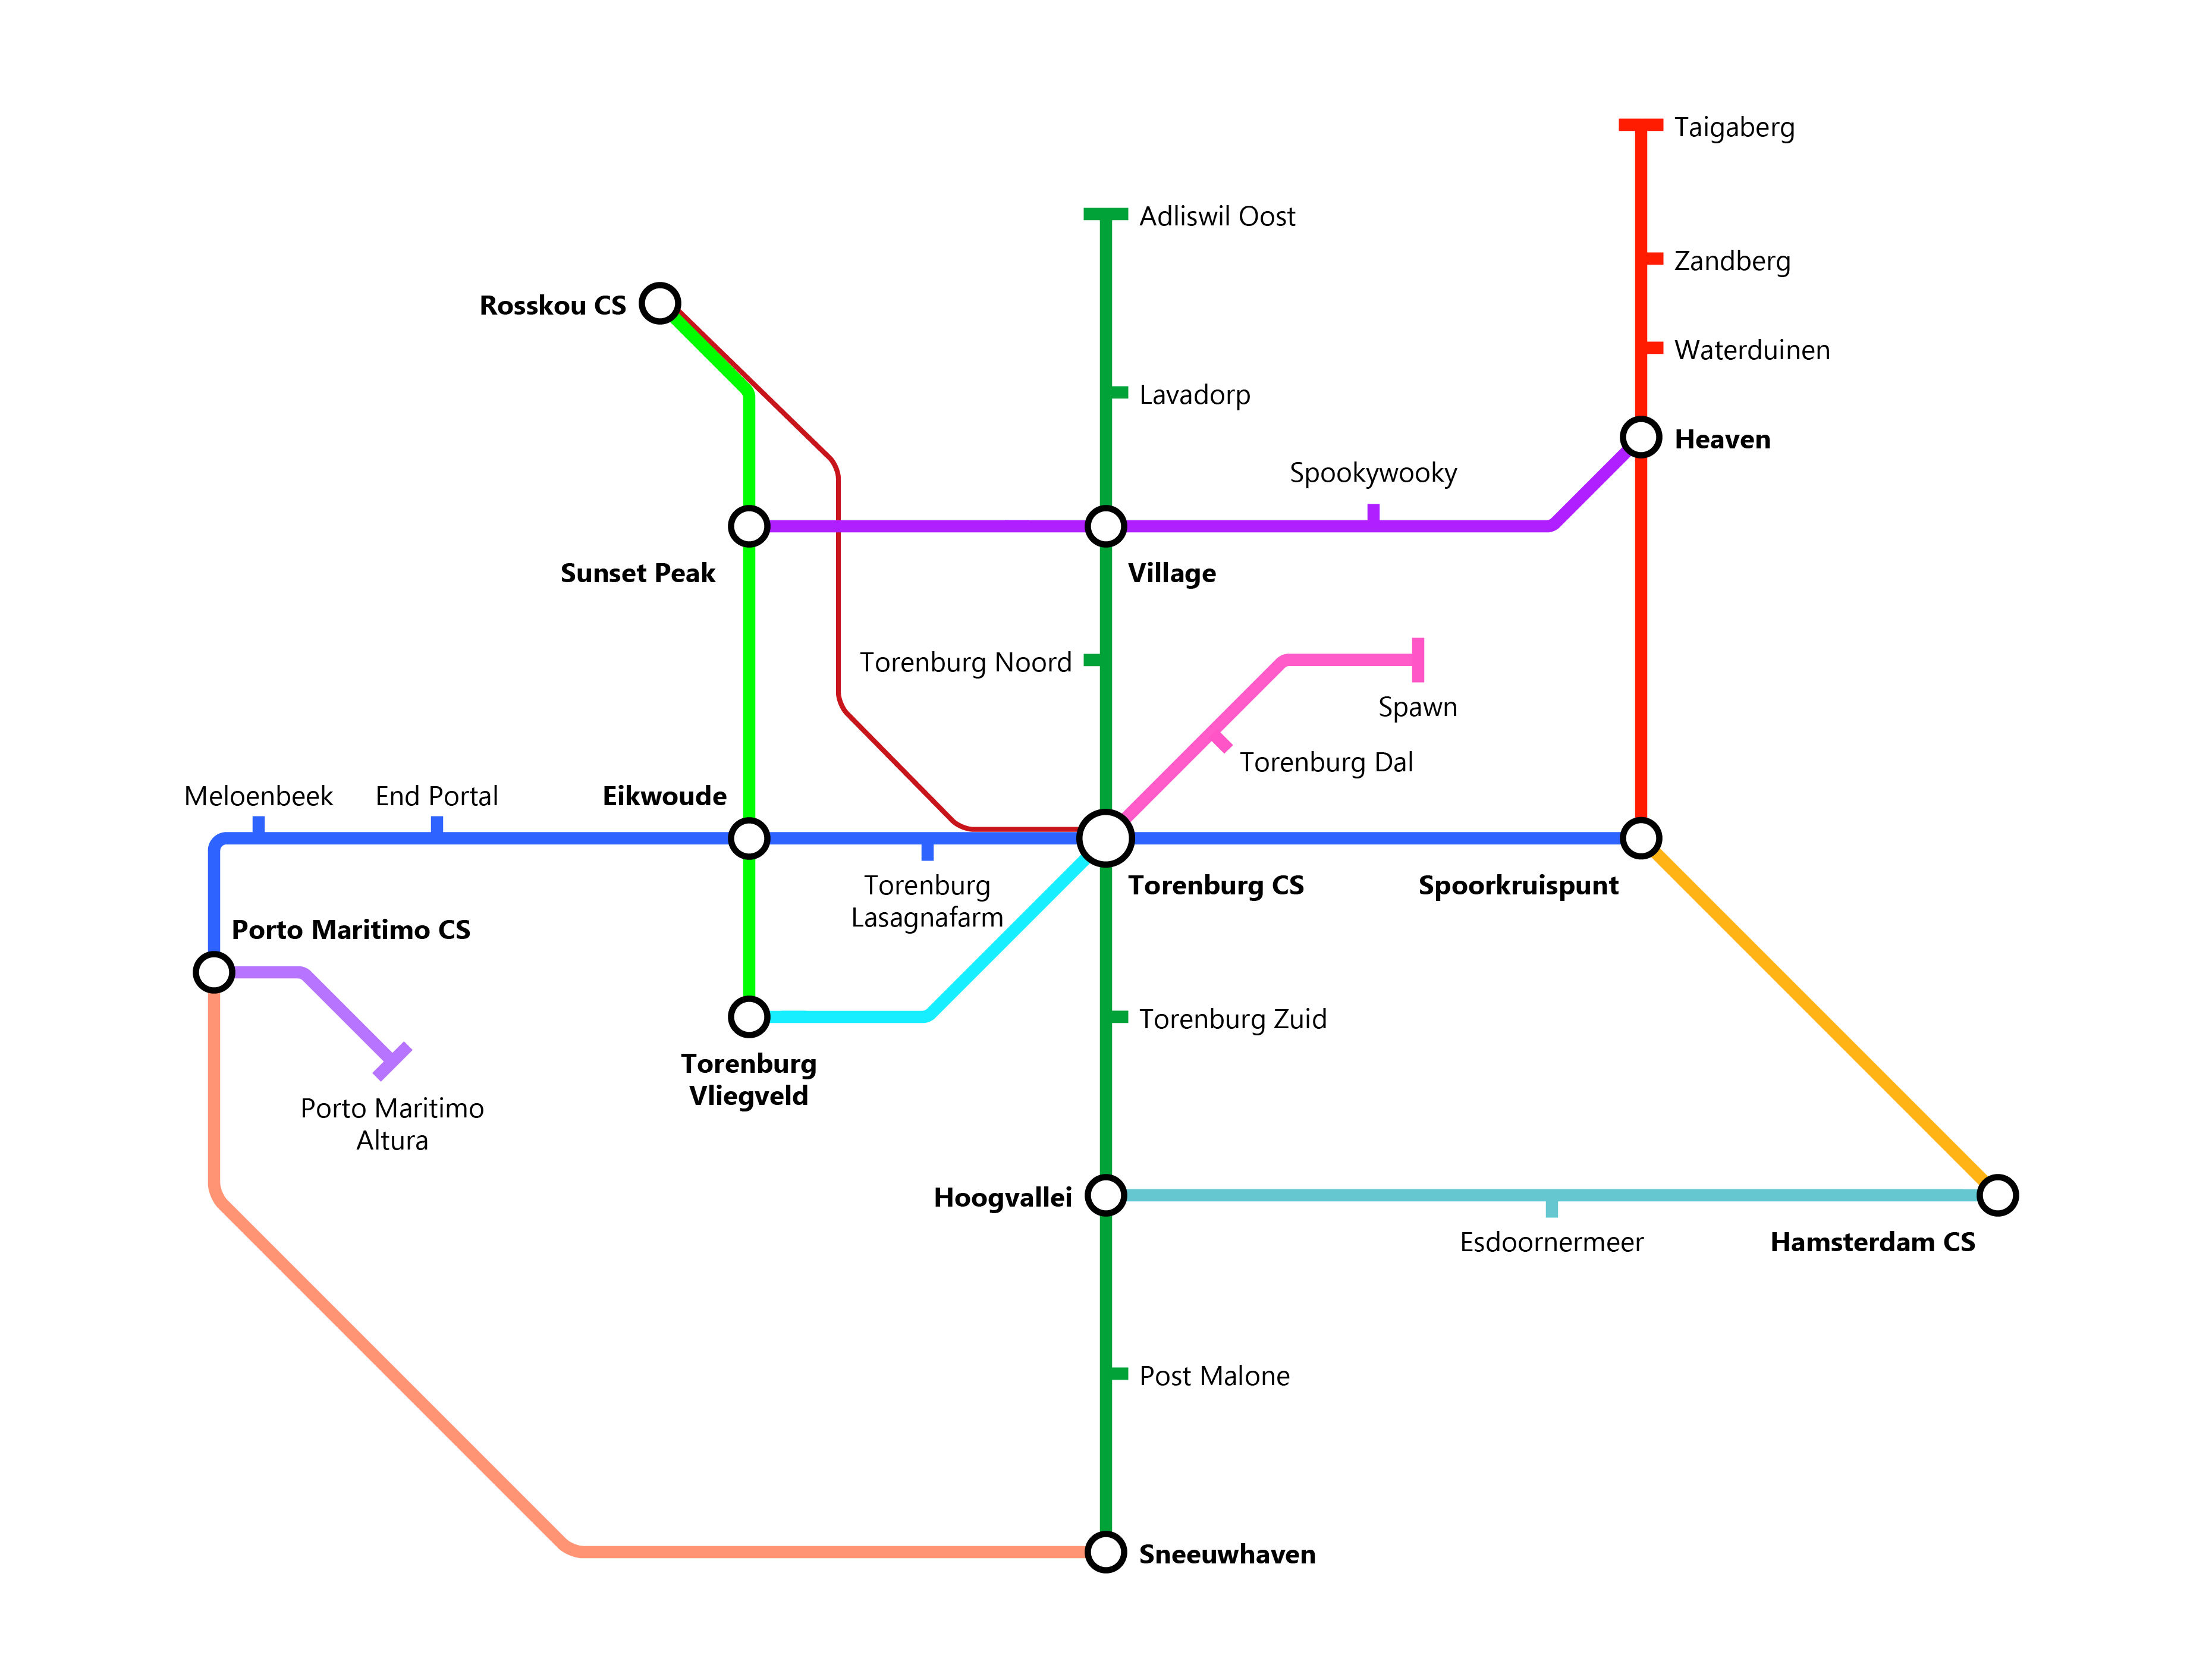 Taigaberg
Adliswil Oost
Zandberg
Rosskou CS
Waterduinen
Lavadorp
Heaven
Spookywooky
Sunset Peak
Village
Torenburg Noord
Spawn
Torenburg Dal
Meloenbeek
End Portal
Eikwoude
Torenburg
Lasagnafarm
Torenburg CS
Spoorkruispunt
Porto Maritimo CS
Torenburg Zuid
Torenburg
Vliegveld
Porto Maritimo
Altura
Hoogvallei
Esdoornermeer
Hamsterdam CS
Post Malone
Sneeuwhaven